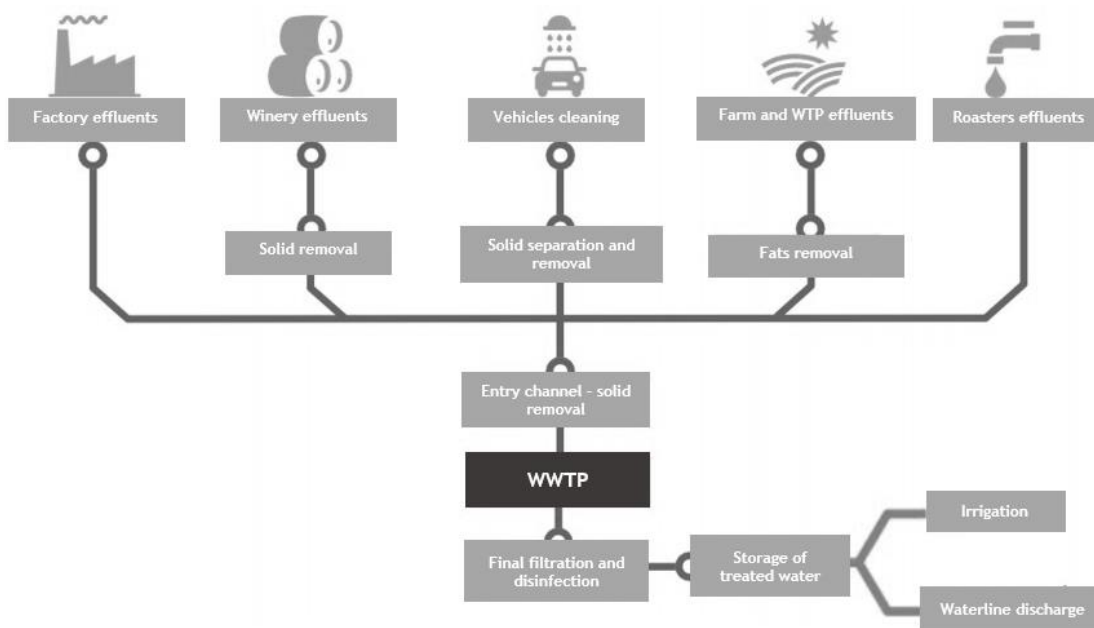 Factory effluents
Winery effluents
Vehicles cleaning
Farm and WTP effluents
Roasters effluents
Solid removal
Solid separation and
removal
Fats removal
Entry channel – solid
removal
WWTP
Final filtration and
disinfection
Storage of
treated water
Irrigation
Waterline discharge